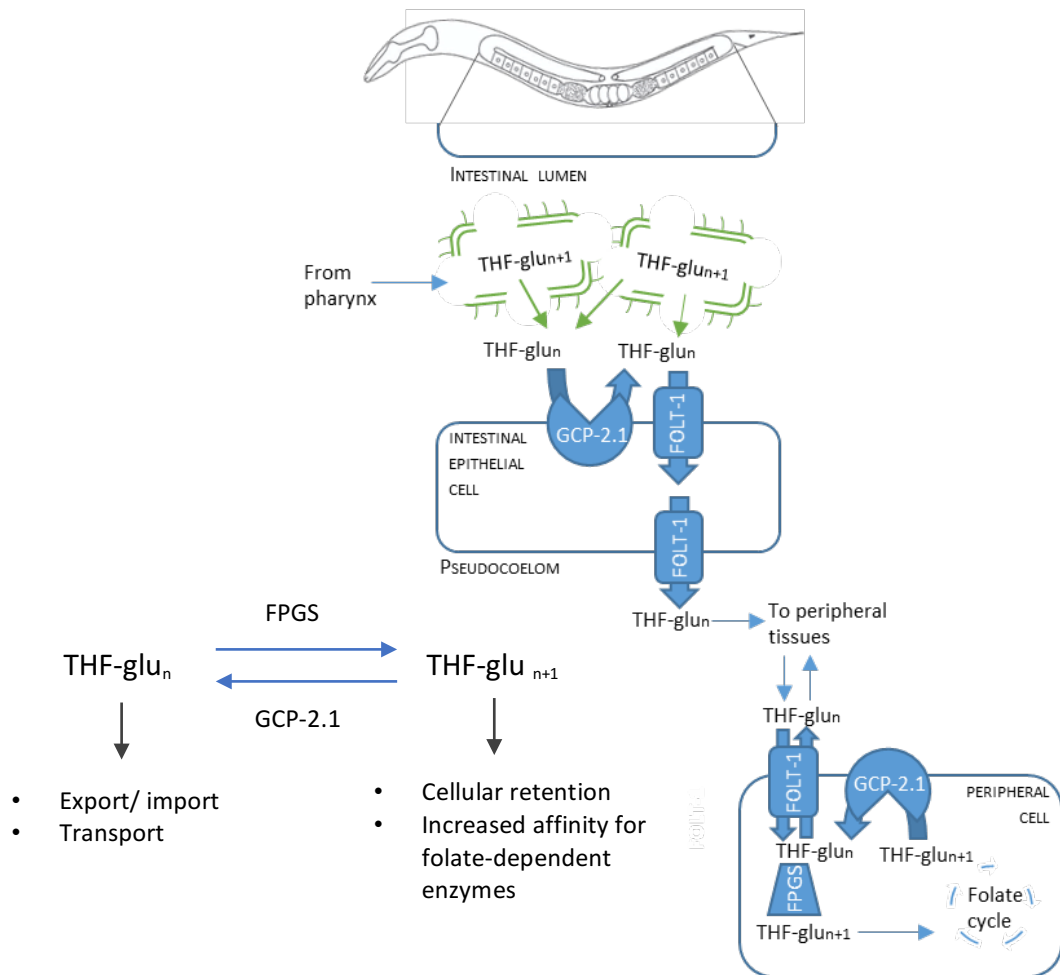 INTESTINAL LUMEN
THF-glun+1
THF-glun+1
From
pharynx
THF-glun
THF-glun
GCP-2.1
FOLT-1
INTESTINAL
EPITHELIAL
CELL
FOLT-1
PSEUDOCOELOM
THF-glun
To peripheral
tissues
FPGS
THF-glun
THF-glu n+1
GCP-2.1
• Export/ import
• Transport
• Cellular retention
• Increased affinity for
folate-dependent
enzymes
THF-glun
FOLT-1
GCP-2.1
PERIPHERAL
CELL
THF-glun
THF-glun+1
FPGS
THF-glun+1
Folate
cycle